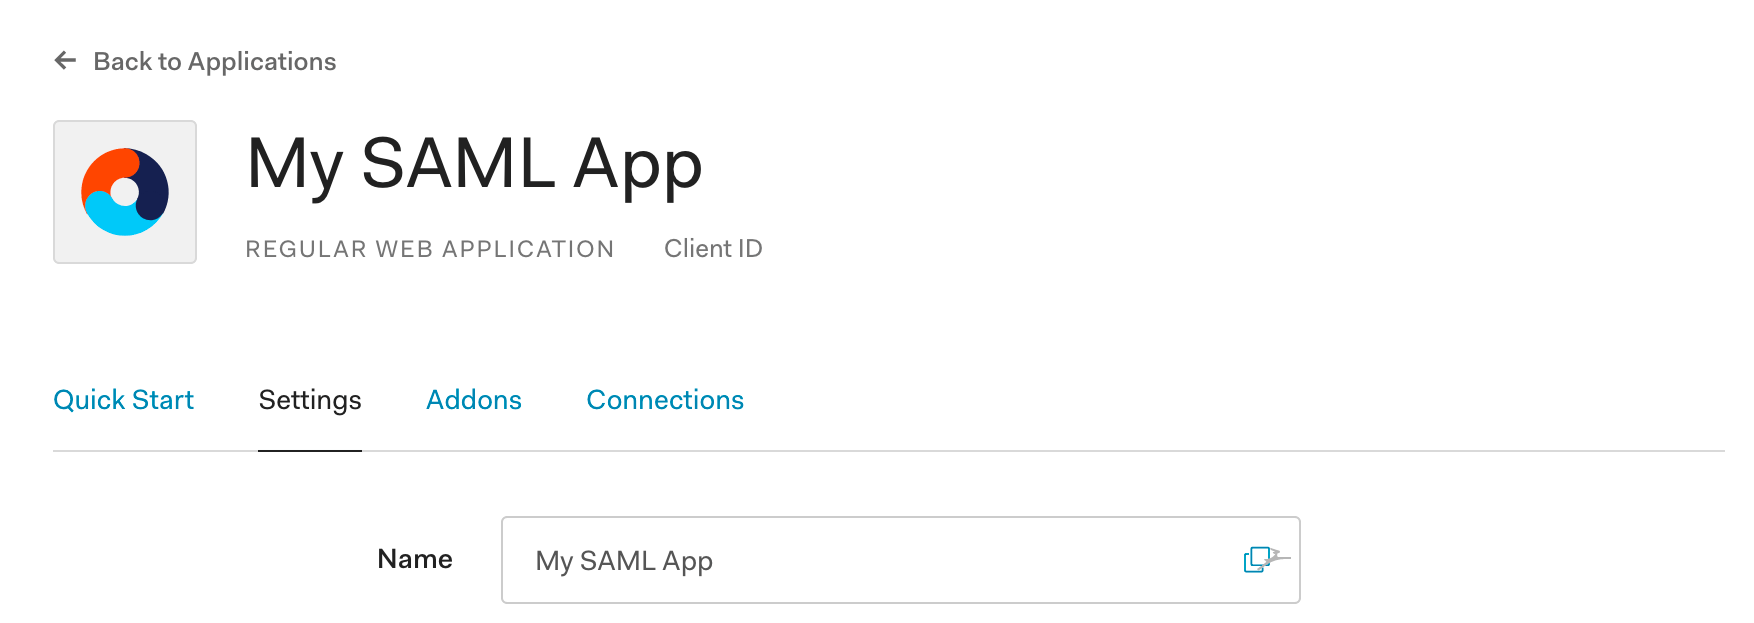 Back to Applications
My SAML App
REGULAR WEB APPLICATION Client ID
Quick Start Settings Addons Connections
Name My SAML App